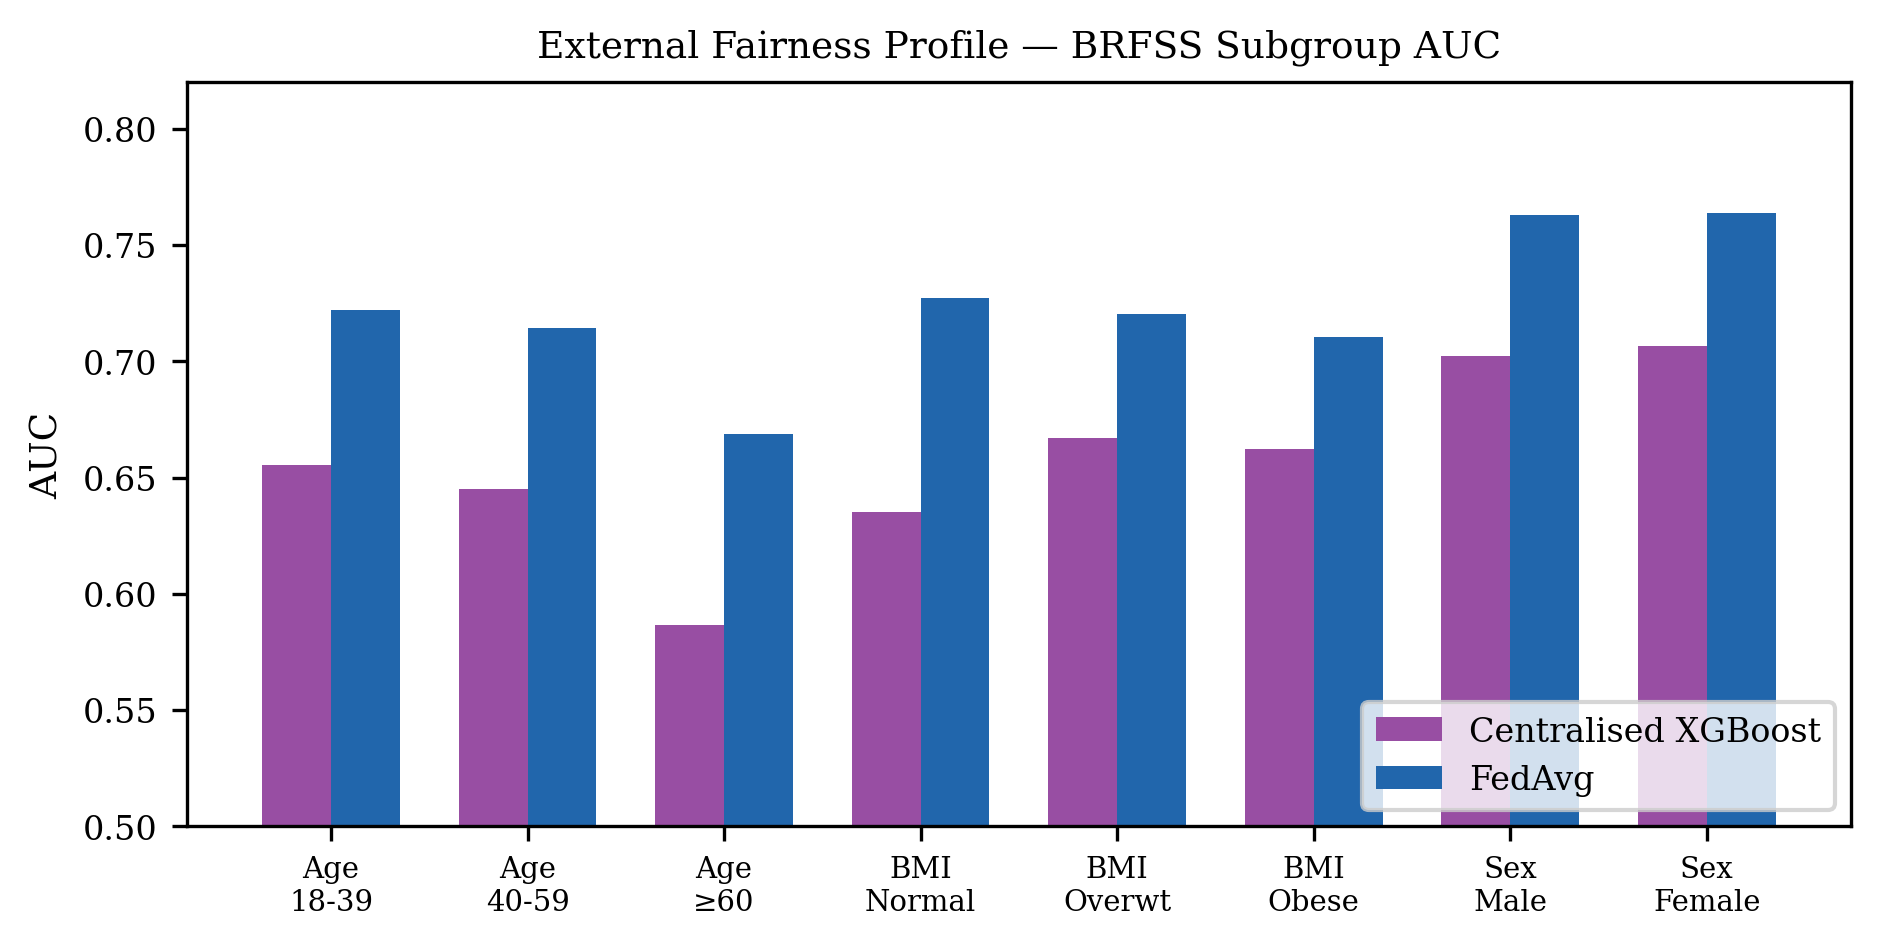 External Fairness Profile — BRFSS Subgroup AUC
AUC
0.80
0.75
0.70
0.65
0.60
0.55
0.50
Centralised XGBoost
FedAvg
Age
18-39
Age
40-59
Age
≥60
BMI
Normal
BMI
Overwt
BMI
Obese
Sex
Male
Sex
Female